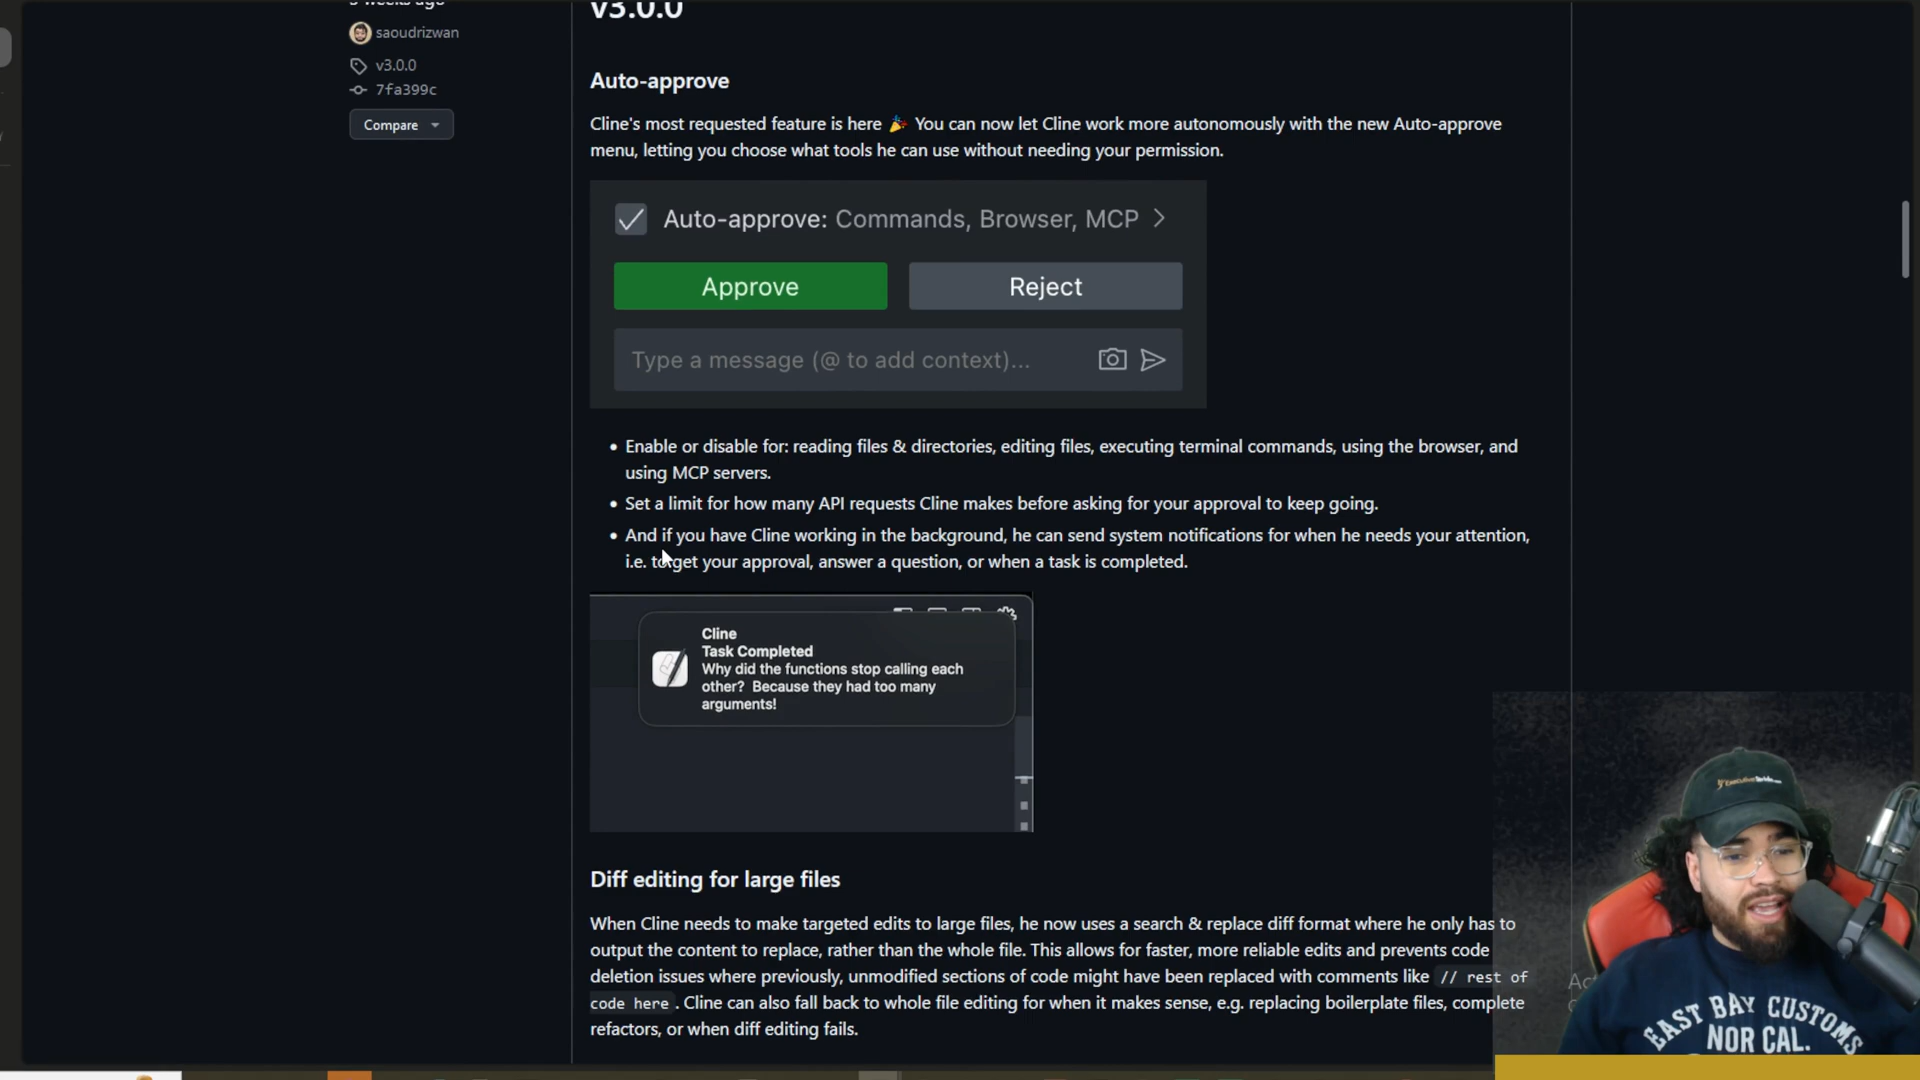 3 weeks ago
v3.0.0
saoudrizwan
v3.0.0
7fa399c
Compare
Auto-approve
Cline's most requested feature is here 🎉 You can now let Cline work more autonomously with the new Auto-approve
menu, letting you choose what tools he can use without needing your permission.
Auto-approve: Commands, Browser, MCP >
Approve
Reject
Type a message (@ to add context)...
• Enable or disable for: reading files & directories, editing files, executing terminal commands, using the browser, and
using MCP servers.
• Set a limit for how many API requests Cline makes before asking for your approval to keep going.
• And if you have Cline working in the background, he can send system notifications for when he needs your attention,
i.e. to get your approval, answer a question, or when a task is completed.
Cline
Task Completed
Why did the functions stop calling each
other? Because they had too many
arguments!
Diff editing for large files
When Cline needs to make targeted edits to large files, he now uses a search & replace diff format where he only has to
output the content to replace, rather than the whole file. This allows for faster, more reliable edits and prevents code
deletion issues where previously, unmodified sections of code might have been replaced with comments like // rest of
code here . Cline can also fall back to whole file editing for when it makes sense, e.g. replacing boilerplate files, complete
refactors, or when diff editing fails.
EAST BAY CUSTOMS
NOR CAL.